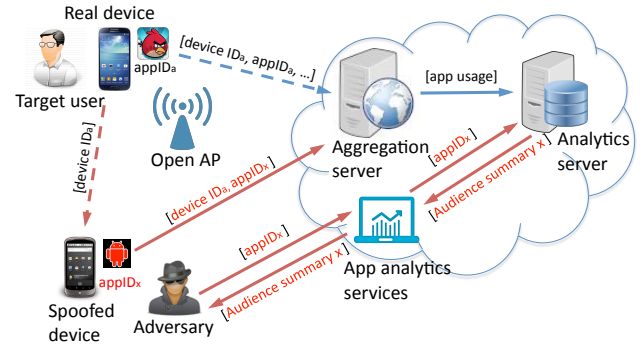 Real device
appIDa
[device IDa, appIDa, ...]
Target user
[app usage]
[device IDa]
Open AP
Aggregation
server
Analytics
server
[appIDx]
[Audience summary x]
[device IDa, appIDx]
appIDx
[appIDx]
[Audience summary x]
App analytics
services
Spoofed
device
Adversary